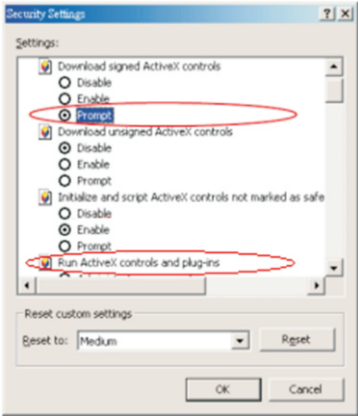 Security Settings
Settings:
Download signed ActiveX controls
Disable
Enable
Prompt
Download unsigned ActiveX controls
Disable
Enable
Prompt
Initialize and script ActiveX controls not marked as safe
Disable
Enable
Prompt
Run ActiveX controls and plug-ins
Reset custom settings
Reset to: Medium Reset
OK Cancel